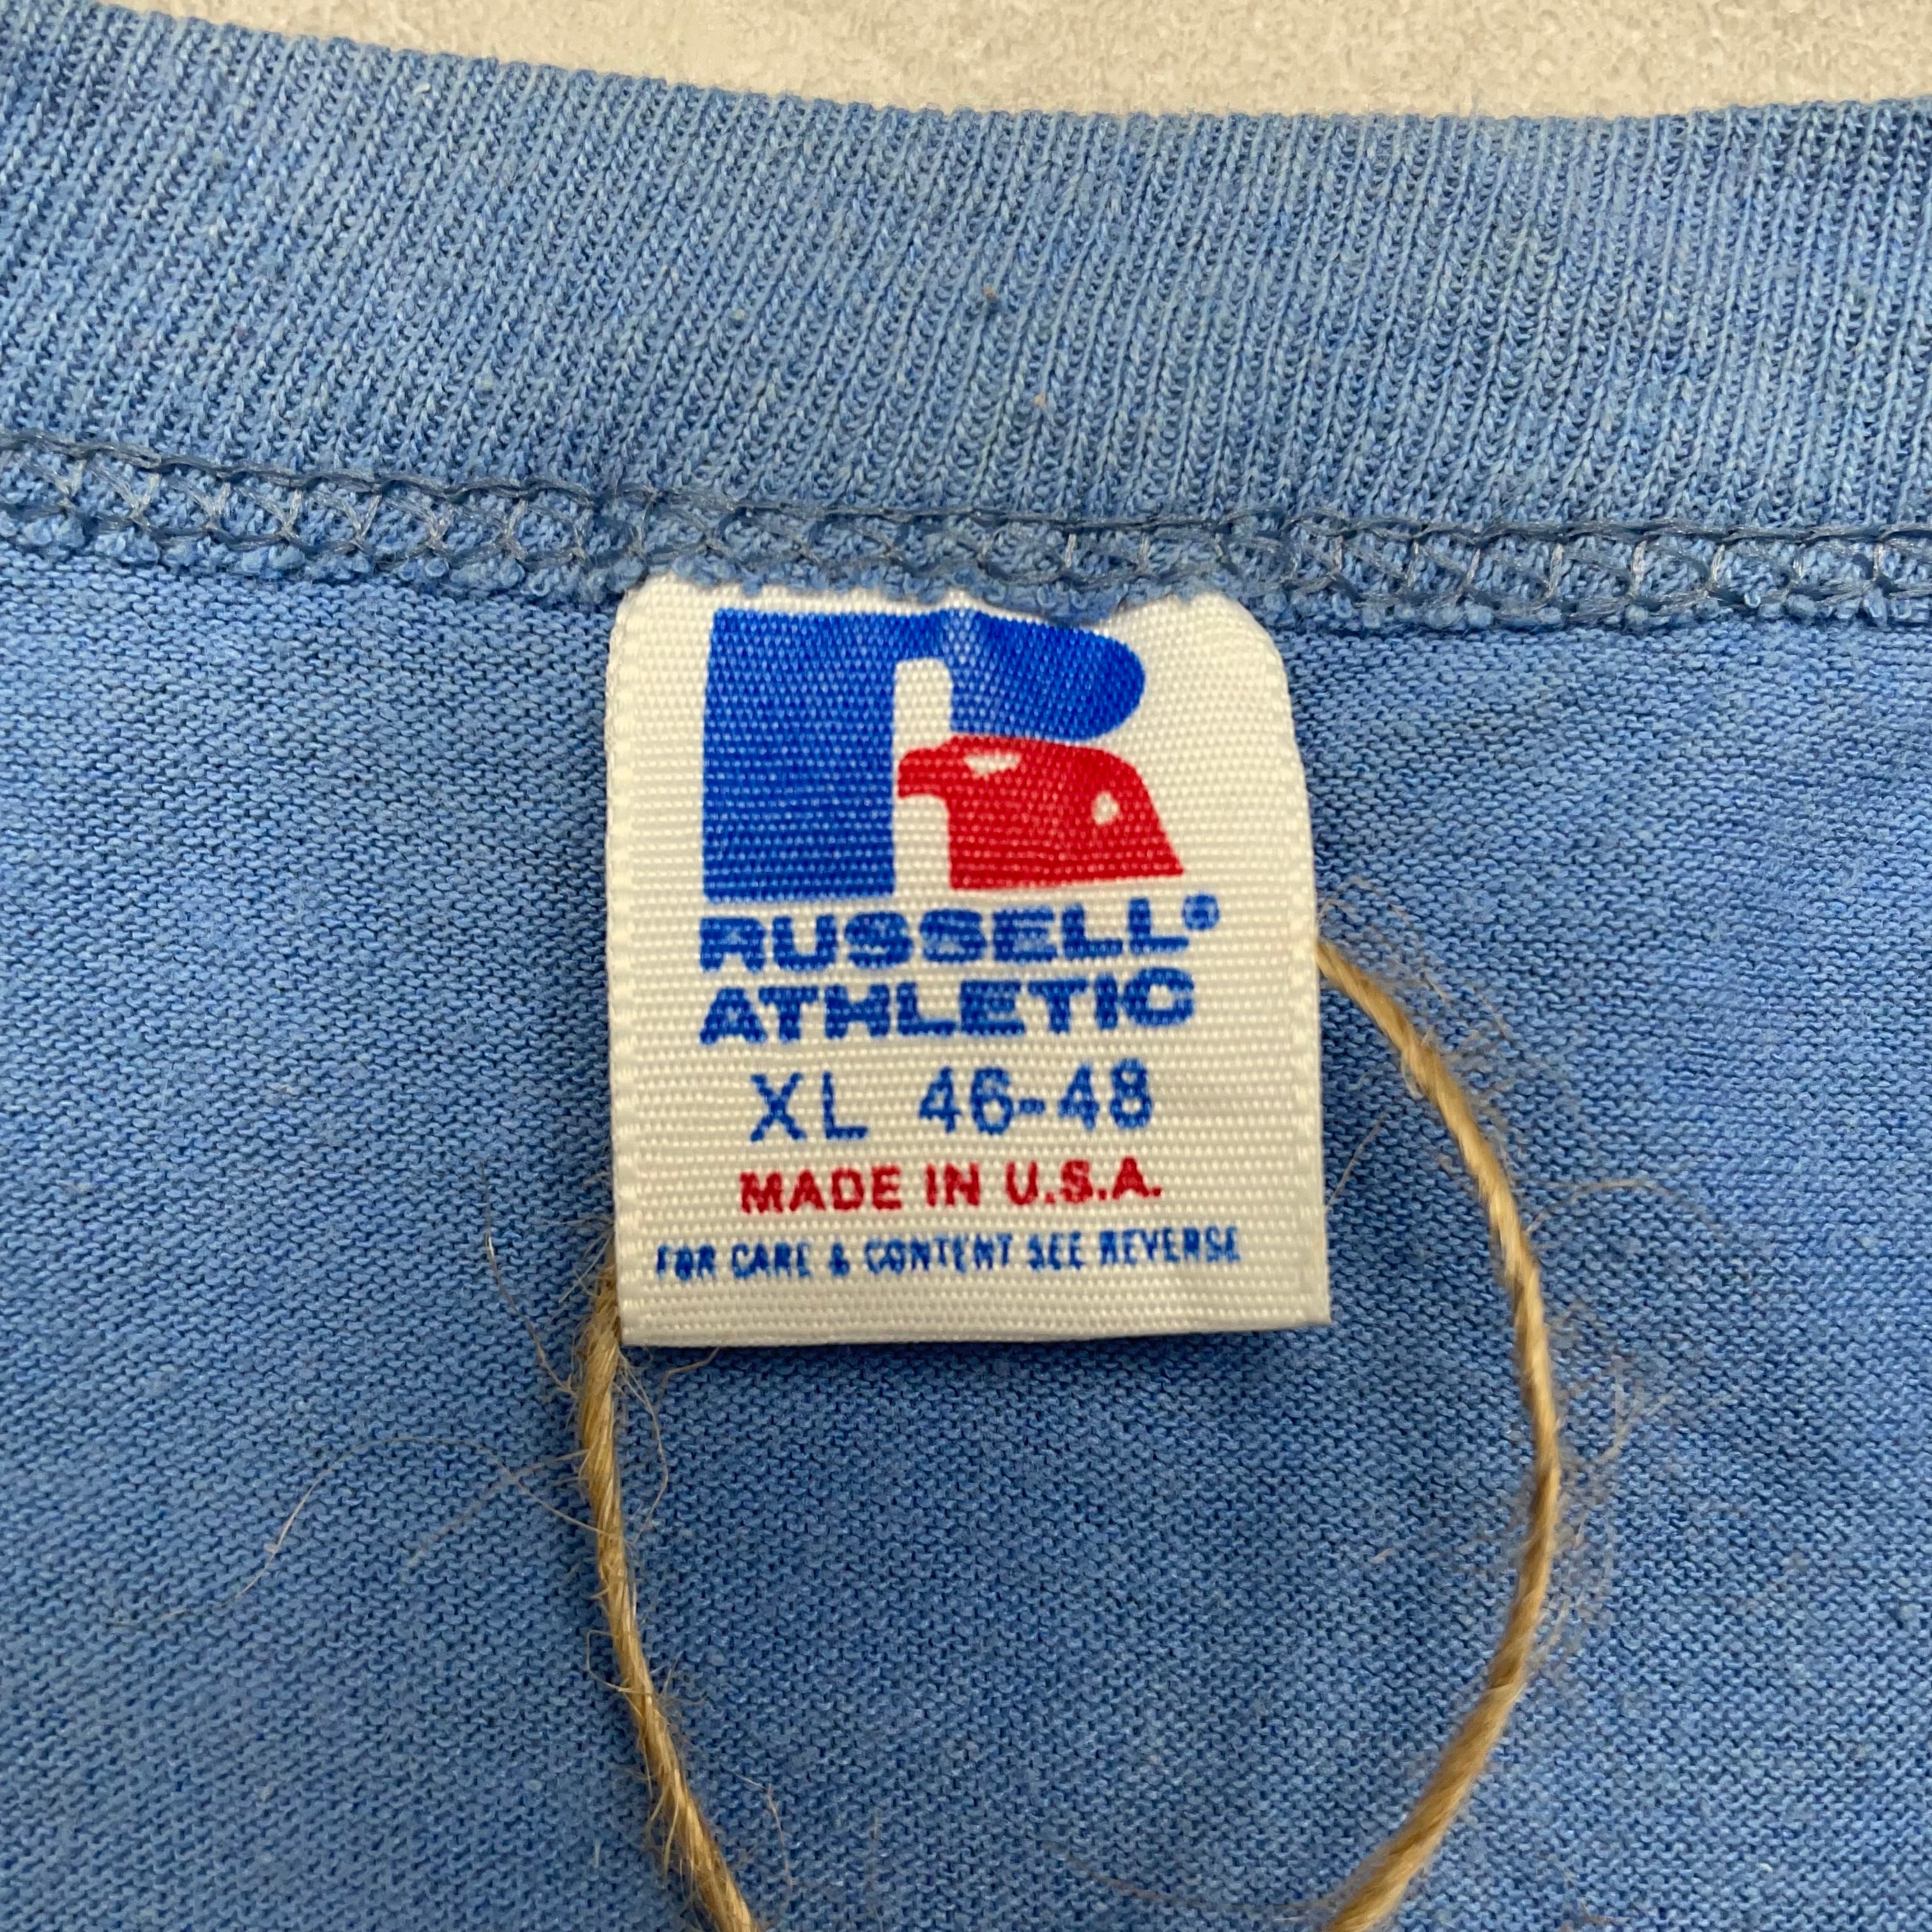 R
RUSSELL®
ATHLETIC
XL 46-48
MADE IN U.S.A.
FOR CARE & CONTENT SEE REVERSE